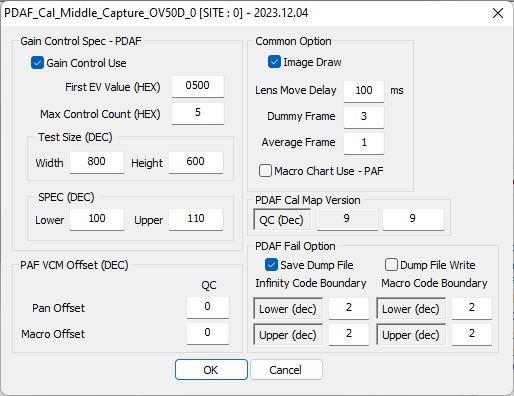 PDAF_Cal_Middle_Capture_OV50D_0 [SITE : 0] - 2023.12.04
Gain Control Spec - PDAF
Gain Control Use
First EV Value (HEX) 0500
Max Control Count (HEX) 5
Test Size (DEC)
Width 800 Height 600
SPEC (DEC)
Lower 100 Upper 110
PAF VCM Offset (DEC)
QC
Pan Offset 0
Macro Offset 0
Common Option
Image Draw
Lens Move Delay 100 ms
Dummy Frame 3
Average Frame 1
Macro Chart Use - PAF
PDAF Cal Map Version
QC (Dec) 9 9
PDAF Fail Option
Save Dump File Dump File Write
Infinity Code Boundary Macro Code Boundary
Lower (dec) 2 Lower (dec) 2
Upper (dec) 2 Upper (dec) 2
OK Cancel